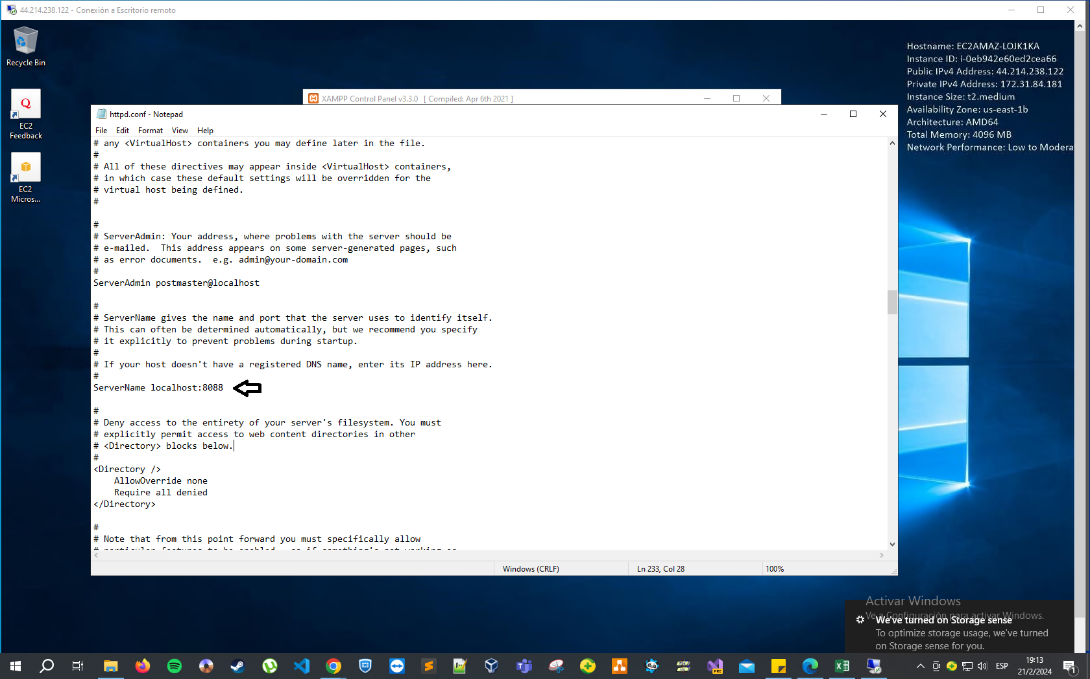 44.214.238.122 - Conexión a Escritorio remoto
Recycle Bin
EC2
Feedback
EC2
Micros...
Hostname: EC2AMAZ-LOJK1KA
Instance ID: i-0eb942e60ed2cea66
Public IPv4 Address: 44.214.238.122
Private IPv4 Address: 172.31.84.181
Instance Size: t2.medium
Availability Zone: us-east-1b
Architecture: AMD64
Total Memory: 4096 MB
Network Performance: Low to Modera
XAMPP Control Panel v3.3.0 [ Compiled: Apr 6th 2021 ]
httpd.conf - Notepad
File Edit Format View Help
# any <VirtualHost> containers you may define later in the file.
#
# All of these directives may appear inside <VirtualHost> containers,
# in which case these default settings will be overridden for the
# virtual host being defined.
#
#
# ServerAdmin: Your address, where problems with the server should be
# e-mailed.  This address appears on some server-generated pages, such
# as error documents.  e.g. admin@your-domain.com
#
ServerAdmin postmaster@localhost
#
# ServerName gives the name and port that the server uses to identify itself.
# This can often be determined automatically, but we recommend you specify
# it explicitly to prevent problems during startup.
#
# If your host doesn't have a registered DNS name, enter its IP address here.
#
ServerName localhost:8088
#
# Deny access to the entirety of your server's filesystem. You must
# explicitly permit access to web content directories in other
# <Directory> blocks below.
#
<Directory />
    AllowOverride none
    Require all denied
</Directory>
#
# Note that from this point forward you must specifically allow
Windows (CRLF) Ln 233, Col 28 100%
Activar Windows
Ve a Configuración para activar Windows.
We've turned on Storage sense
To optimize storage usage, we've turned
on Storage sense for you.
ESP
19:13
21/2/2024
1